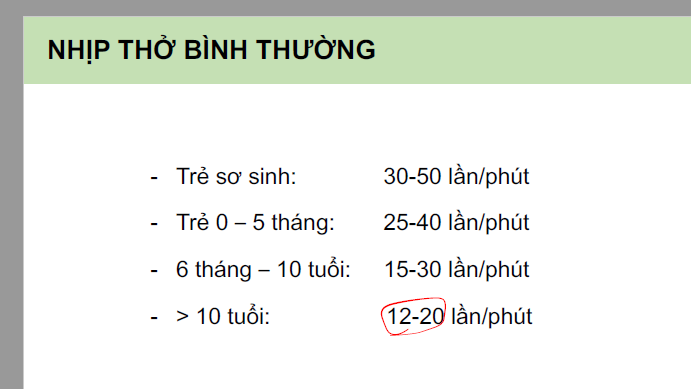 NHỊP THỞ BÌNH THƯỜNG
- Trẻ sơ sinh: 30-50 lần/phút
- Trẻ 0 – 5 tháng: 25-40 lần/phút
- 6 tháng – 10 tuổi: 15-30 lần/phút
- > 10 tuổi: 12-20 lần/phút